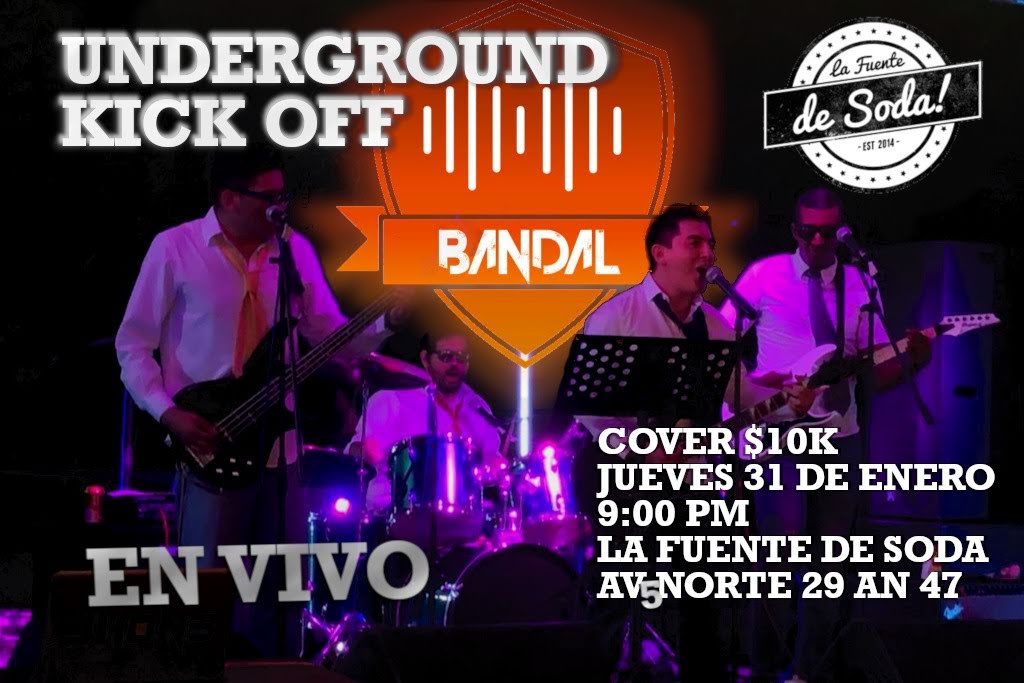 UNDERGROUND
KICK OFF
La Fuente
de Soda!
- EST 2014 -
BANDAL
COVER $10K
JUEVES 31 DE ENERO
9:00 PM
LA FUENTE DE SODA
AV 5 NORTE 29 AN 47
EN VIVO